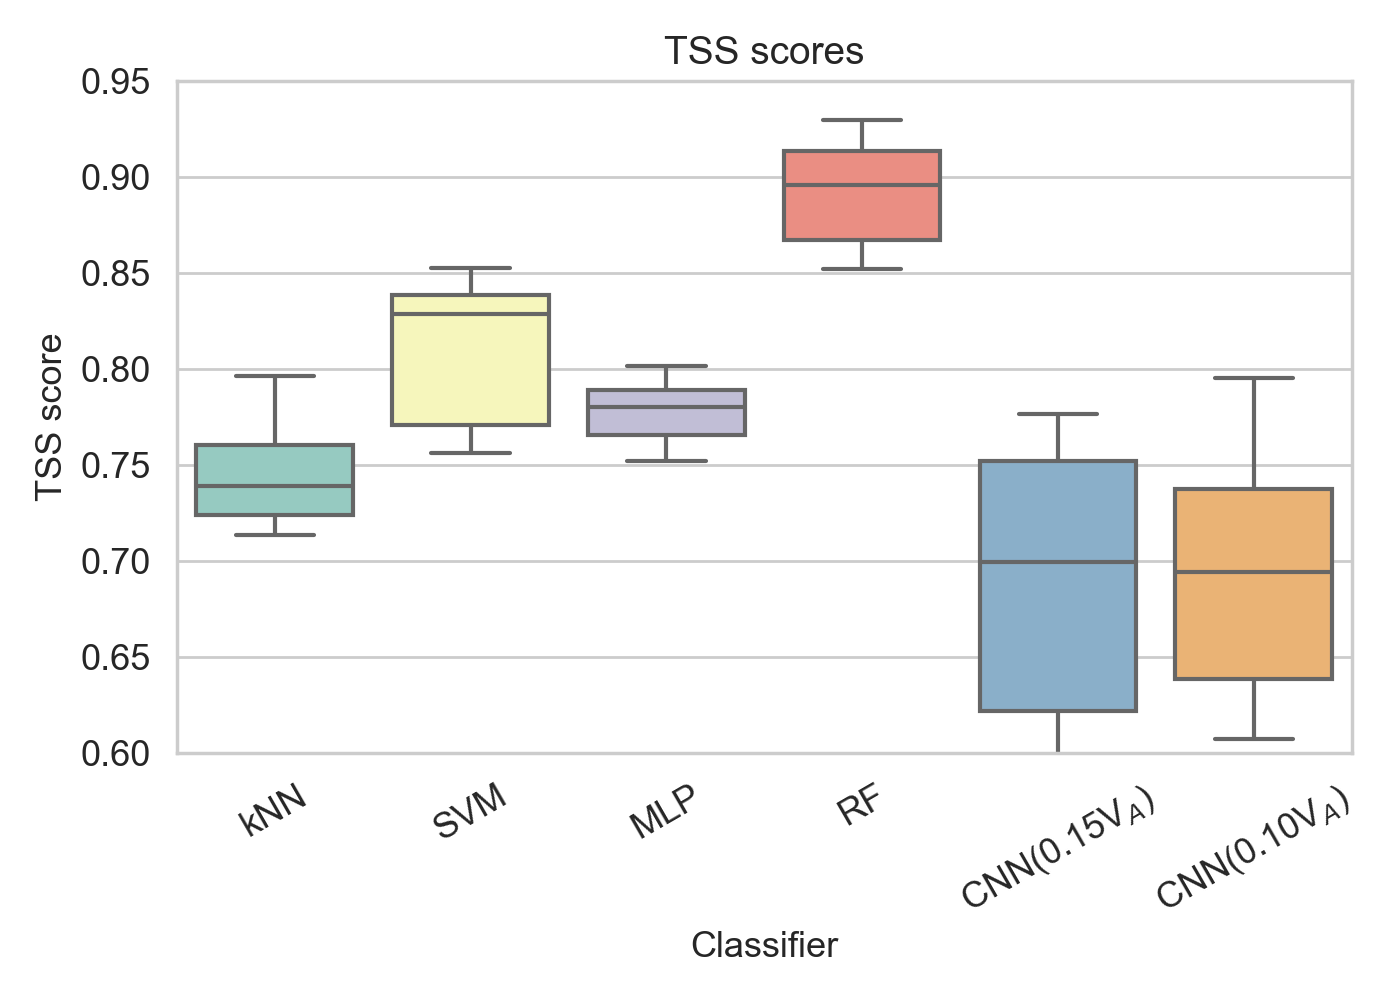 TSS scores
0.95
0.90
0.85
0.80
0.75
0.70
0.65
0.60
TSS score
kNN
SVM
MLP
RF
CNN(0.15V_A)
CNN(0.10V_A)
Classifier